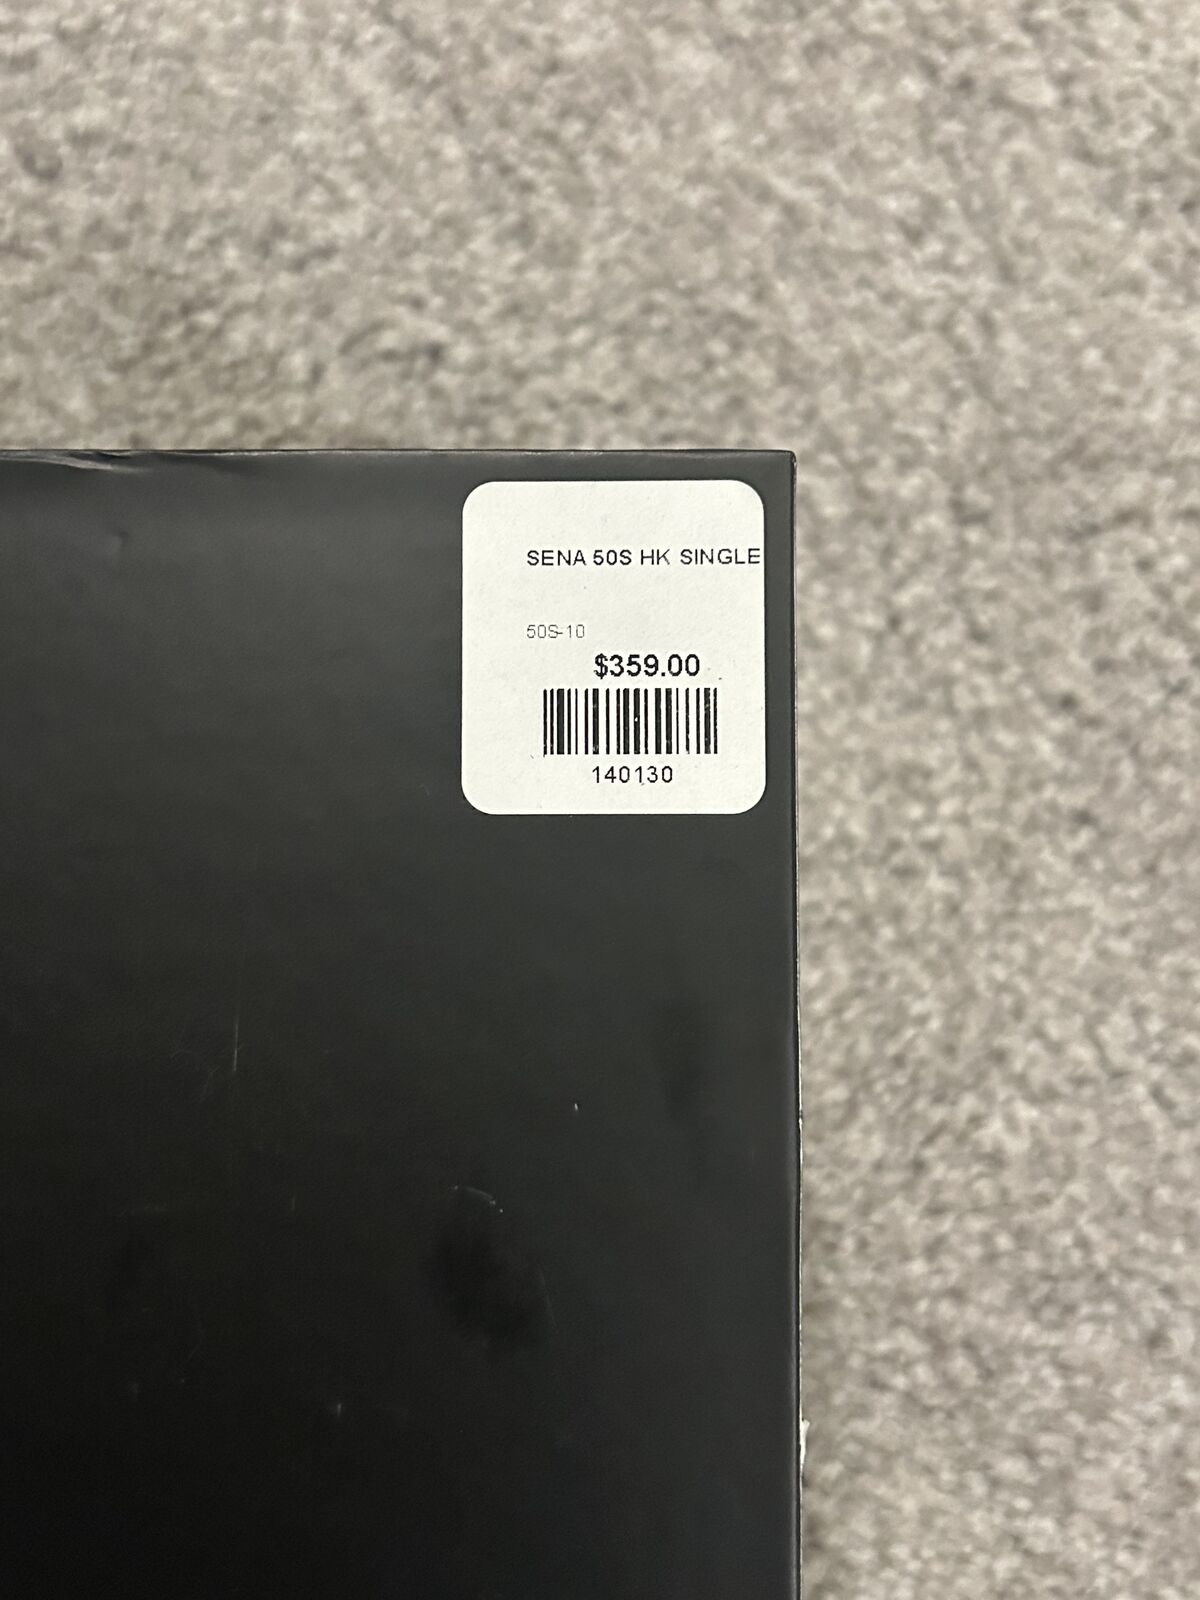 SENA 50S HK SINGLE
50S-10
$359.00
140130